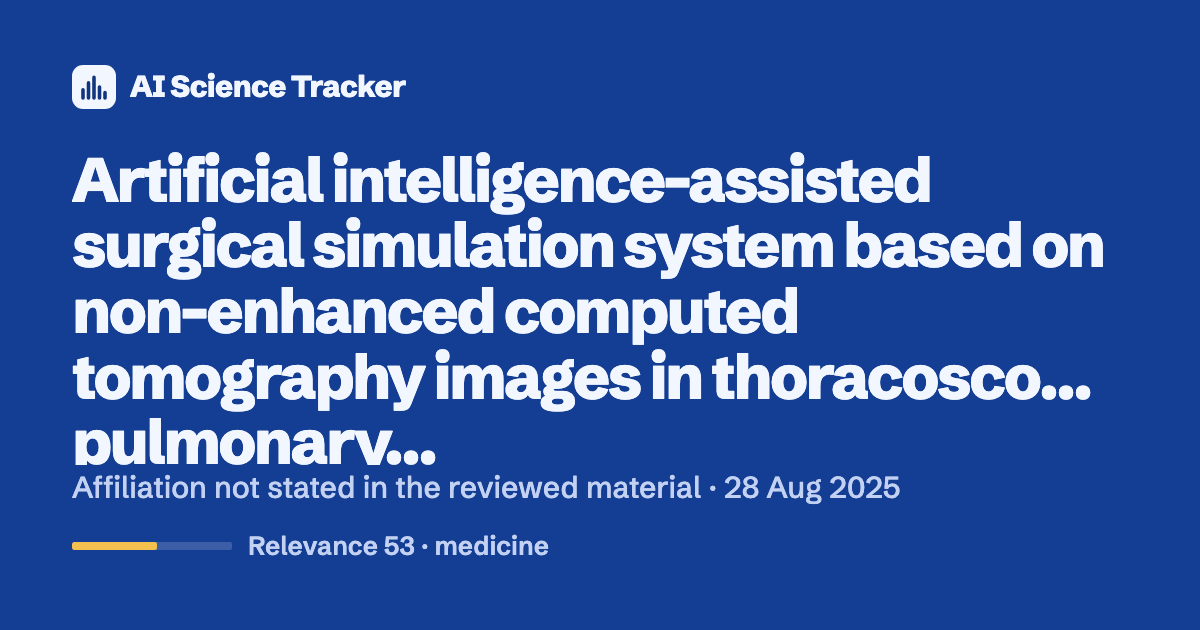 AI Science Tracker
Artificial intelligence-assisted
surgical simulation system based on
non-enhanced computed
tomography images in thoracosco...
pulmonary...
Affiliation not stated in the reviewed material · 28 Aug 2025
Relevance 53 · medicine